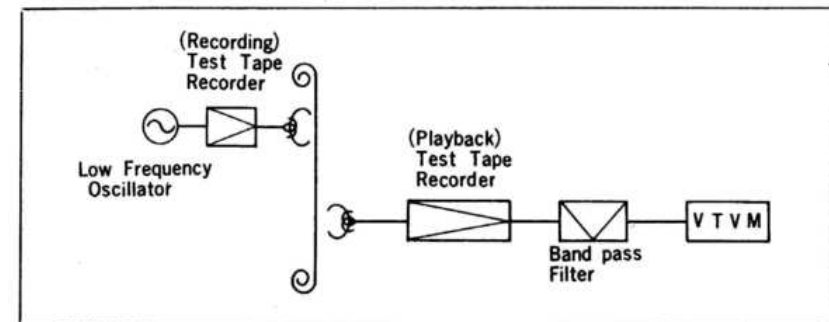 (Recording)
Test Tape
Recorder
Low Frequency
Oscillator
(Playback)
Test Tape
Recorder
Band pass
Filter
VTVM